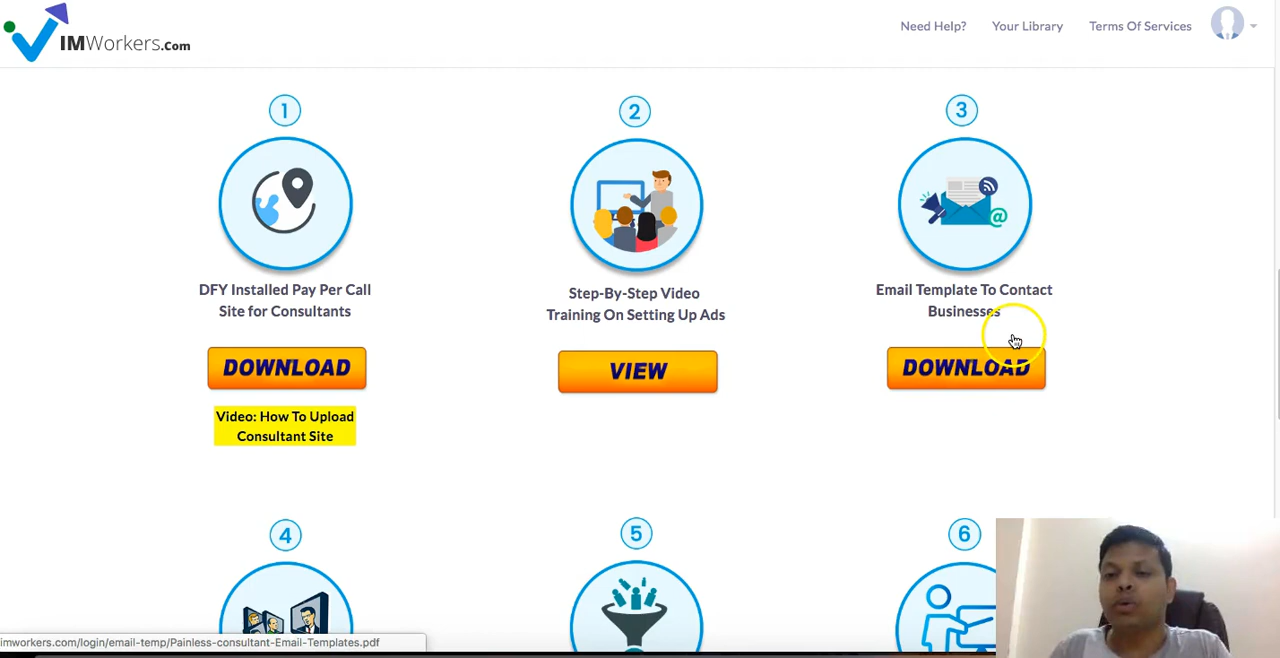 IMWorkers.com
Need Help?
Your Library
Terms Of Services
1
2
3
DFY Installed Pay Per Call
Site for Consultants
Step-By-Step Video
Training On Setting Up Ads
Email Template To Contact
Businesses
DOWNLOAD
VIEW
DOWNLOAD
Video: How To Upload
Consultant Site
4
5
6
imworkers.com/login/email-temp/Painless-consultant-Email-Templates.pdf